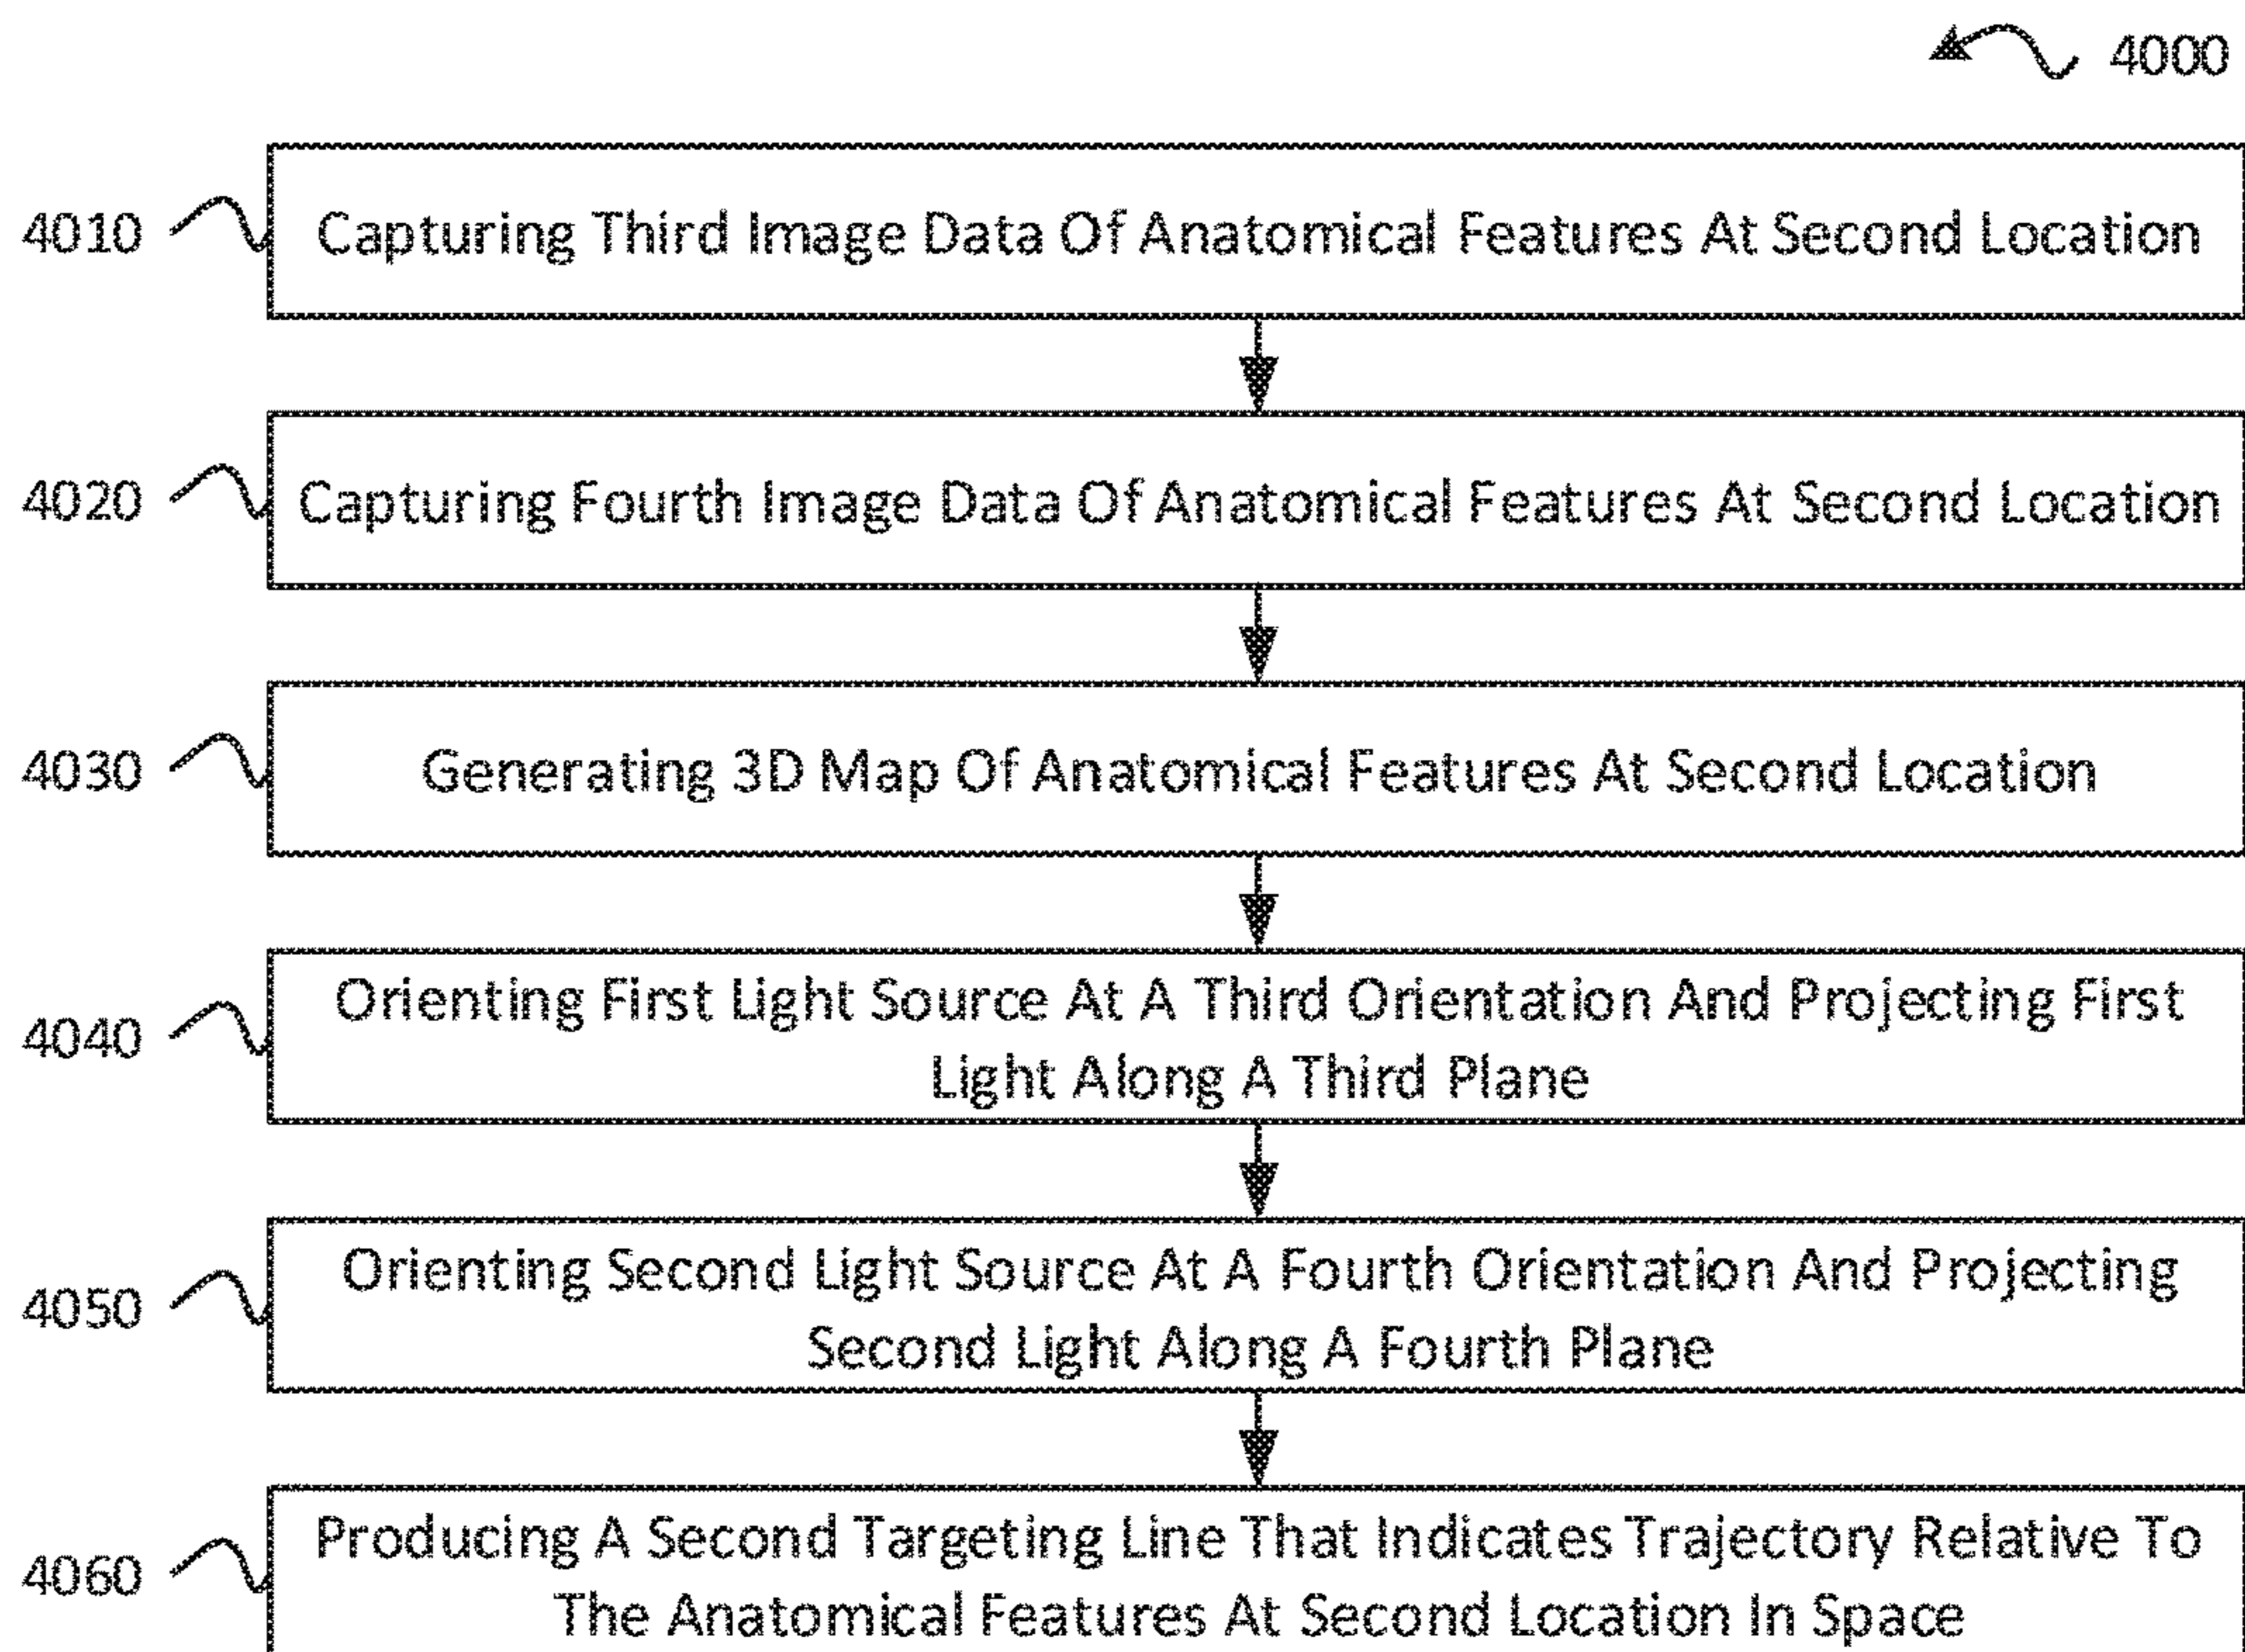 4000
4010
Capturing Third Image Data Of Anatomical Features At Second Location
4020
Capturing Fourth Image Data Of Anatomical Features At Second Location
4030
Generating 3D Map Of Anatomical Features At Second Location
4040
Orienting First Light Source At A Third Orientation And Projecting First
Light Along A Third Plane
4050
Orienting Second Light Source At A Fourth Orientation And Projecting
Second Light Along A Fourth Plane
4060
Producing A Second Targeting Line That Indicates Trajectory Relative To
The Anatomical Features At Second Location In Space